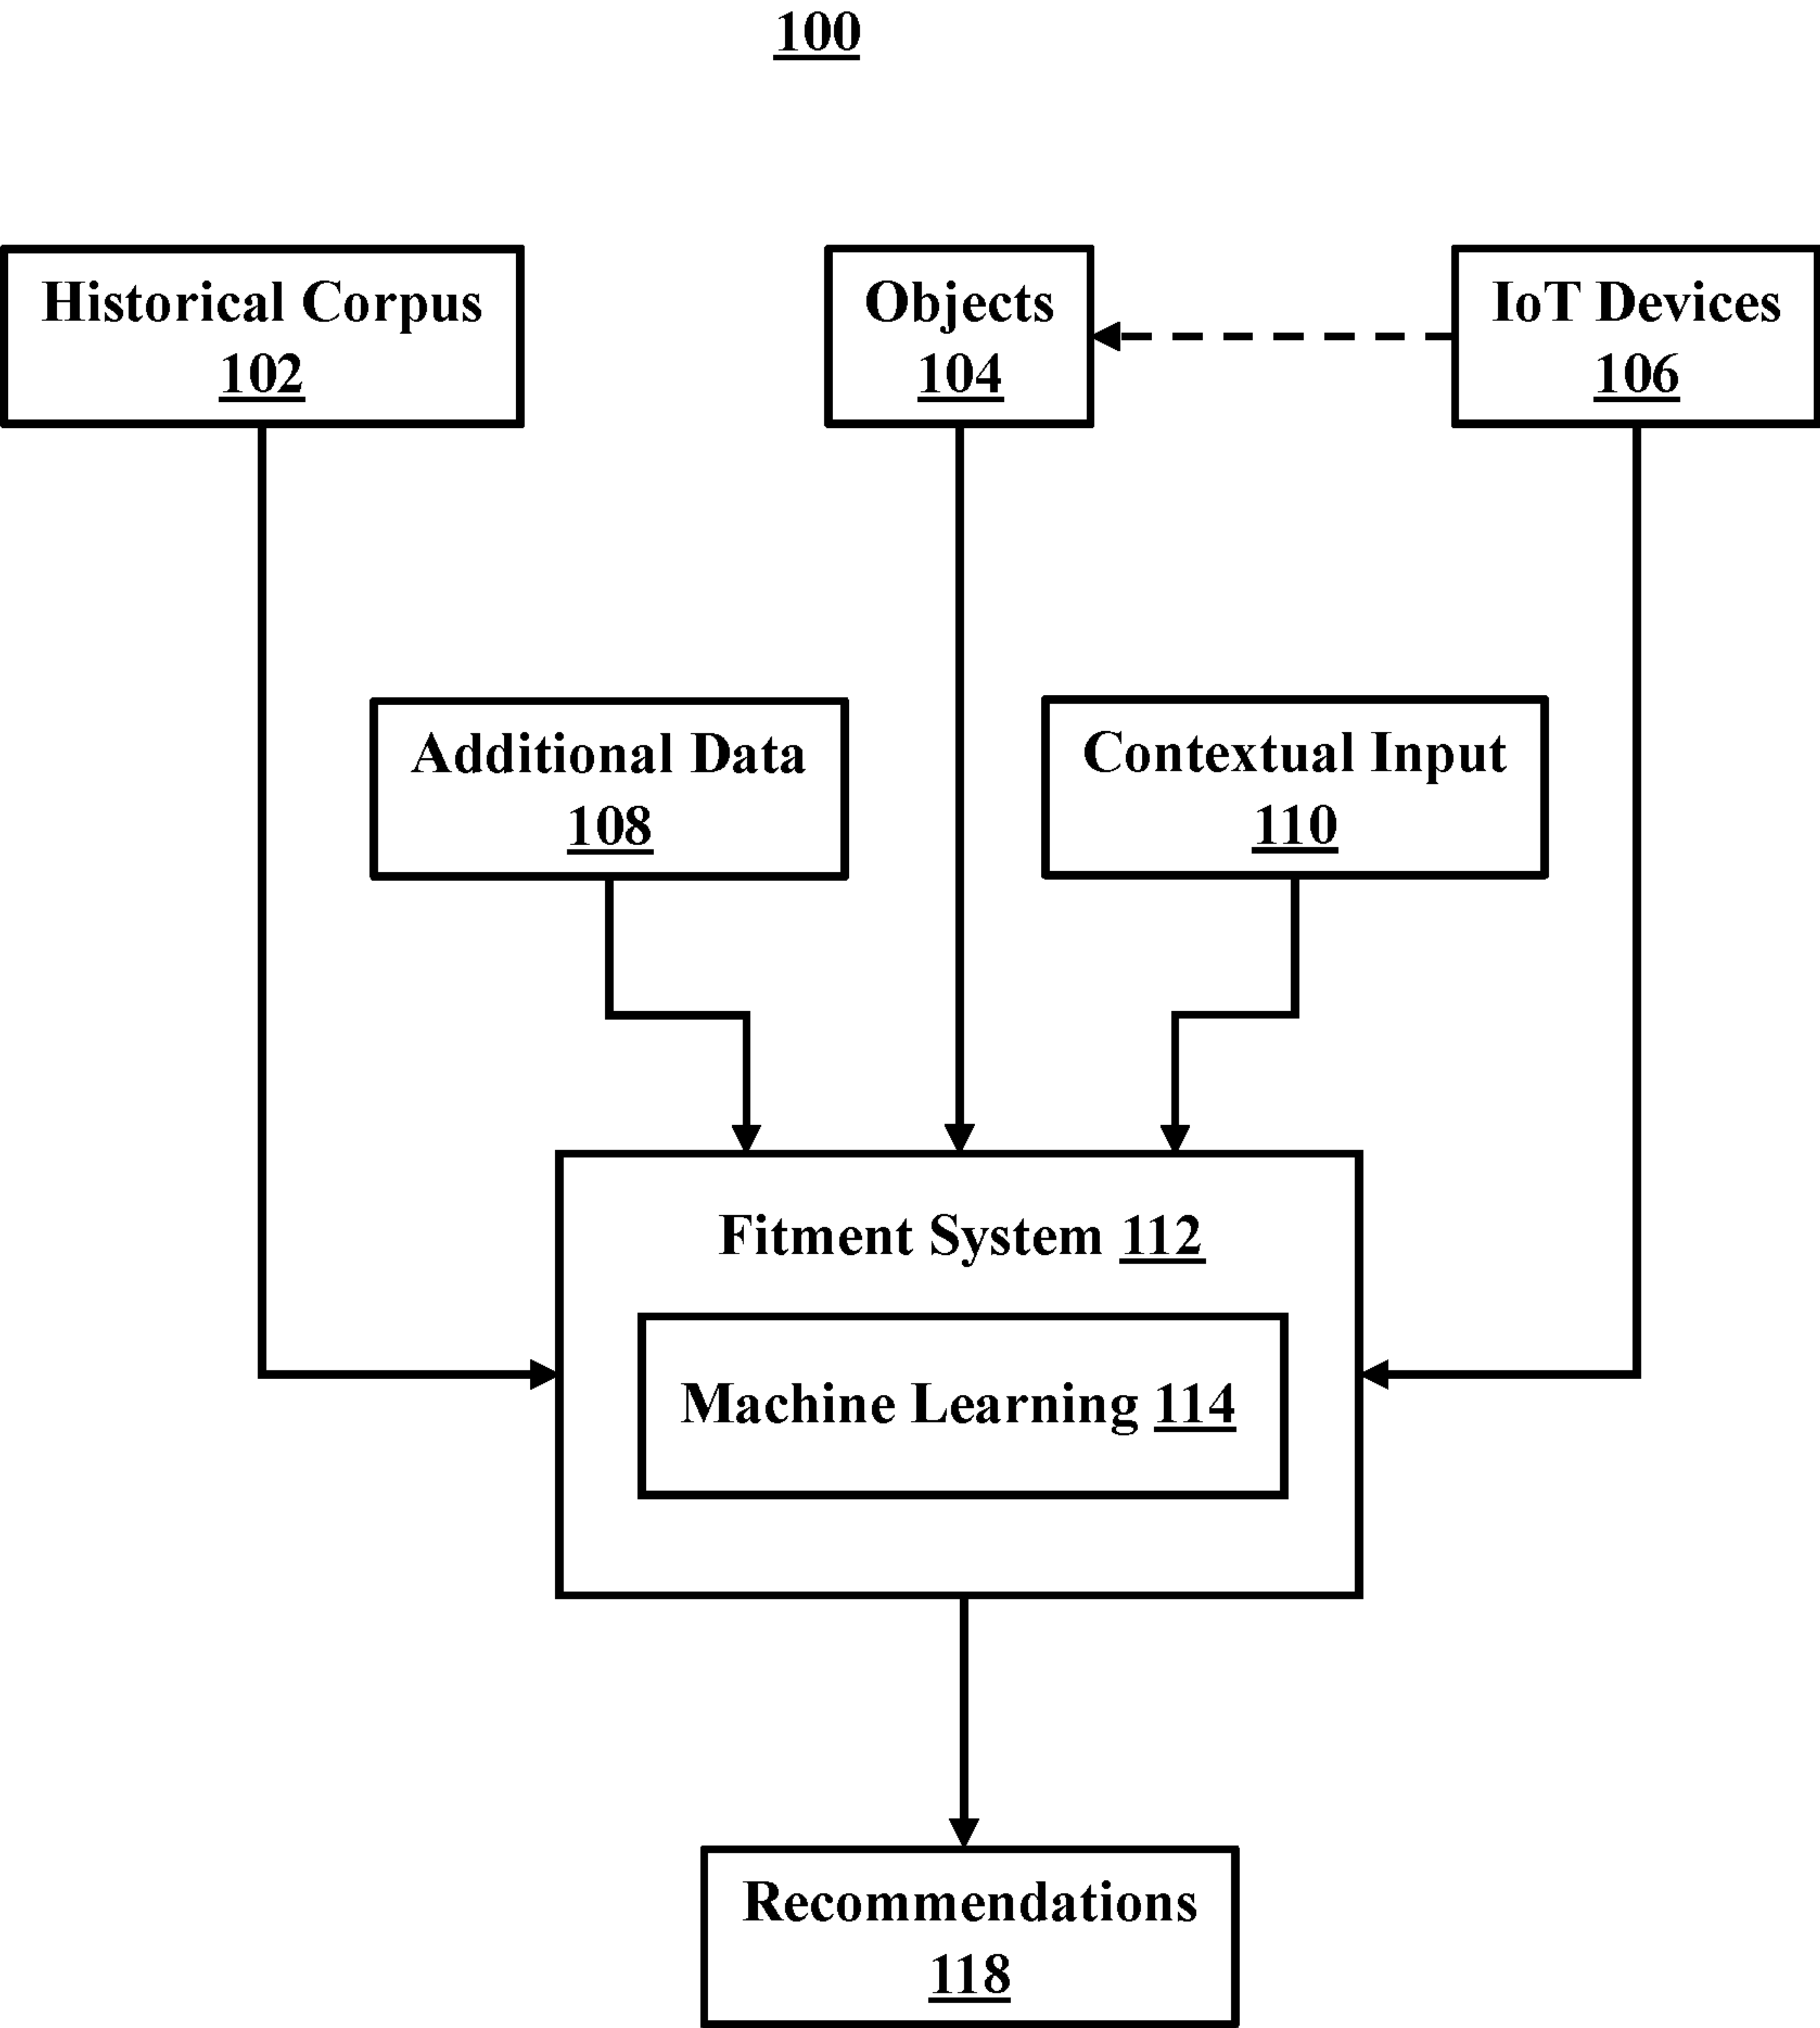 100
Historical Corpus
102
Objects
104
IoT Devices
106
Additional Data
108
Contextual Input
110
Fitment System 112
Machine Learning 114
Recommendations
118